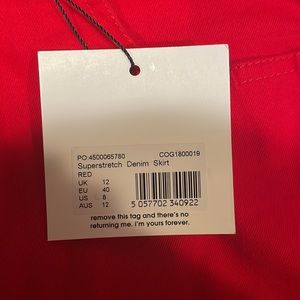 PO:4500065780 COG1800019
Superstretch Denim Skirt
RED
UK 12
EU 40
US 8
AUS 12
5 057702 340922
remove this tag and there's no
returning me. i'm yours forever.